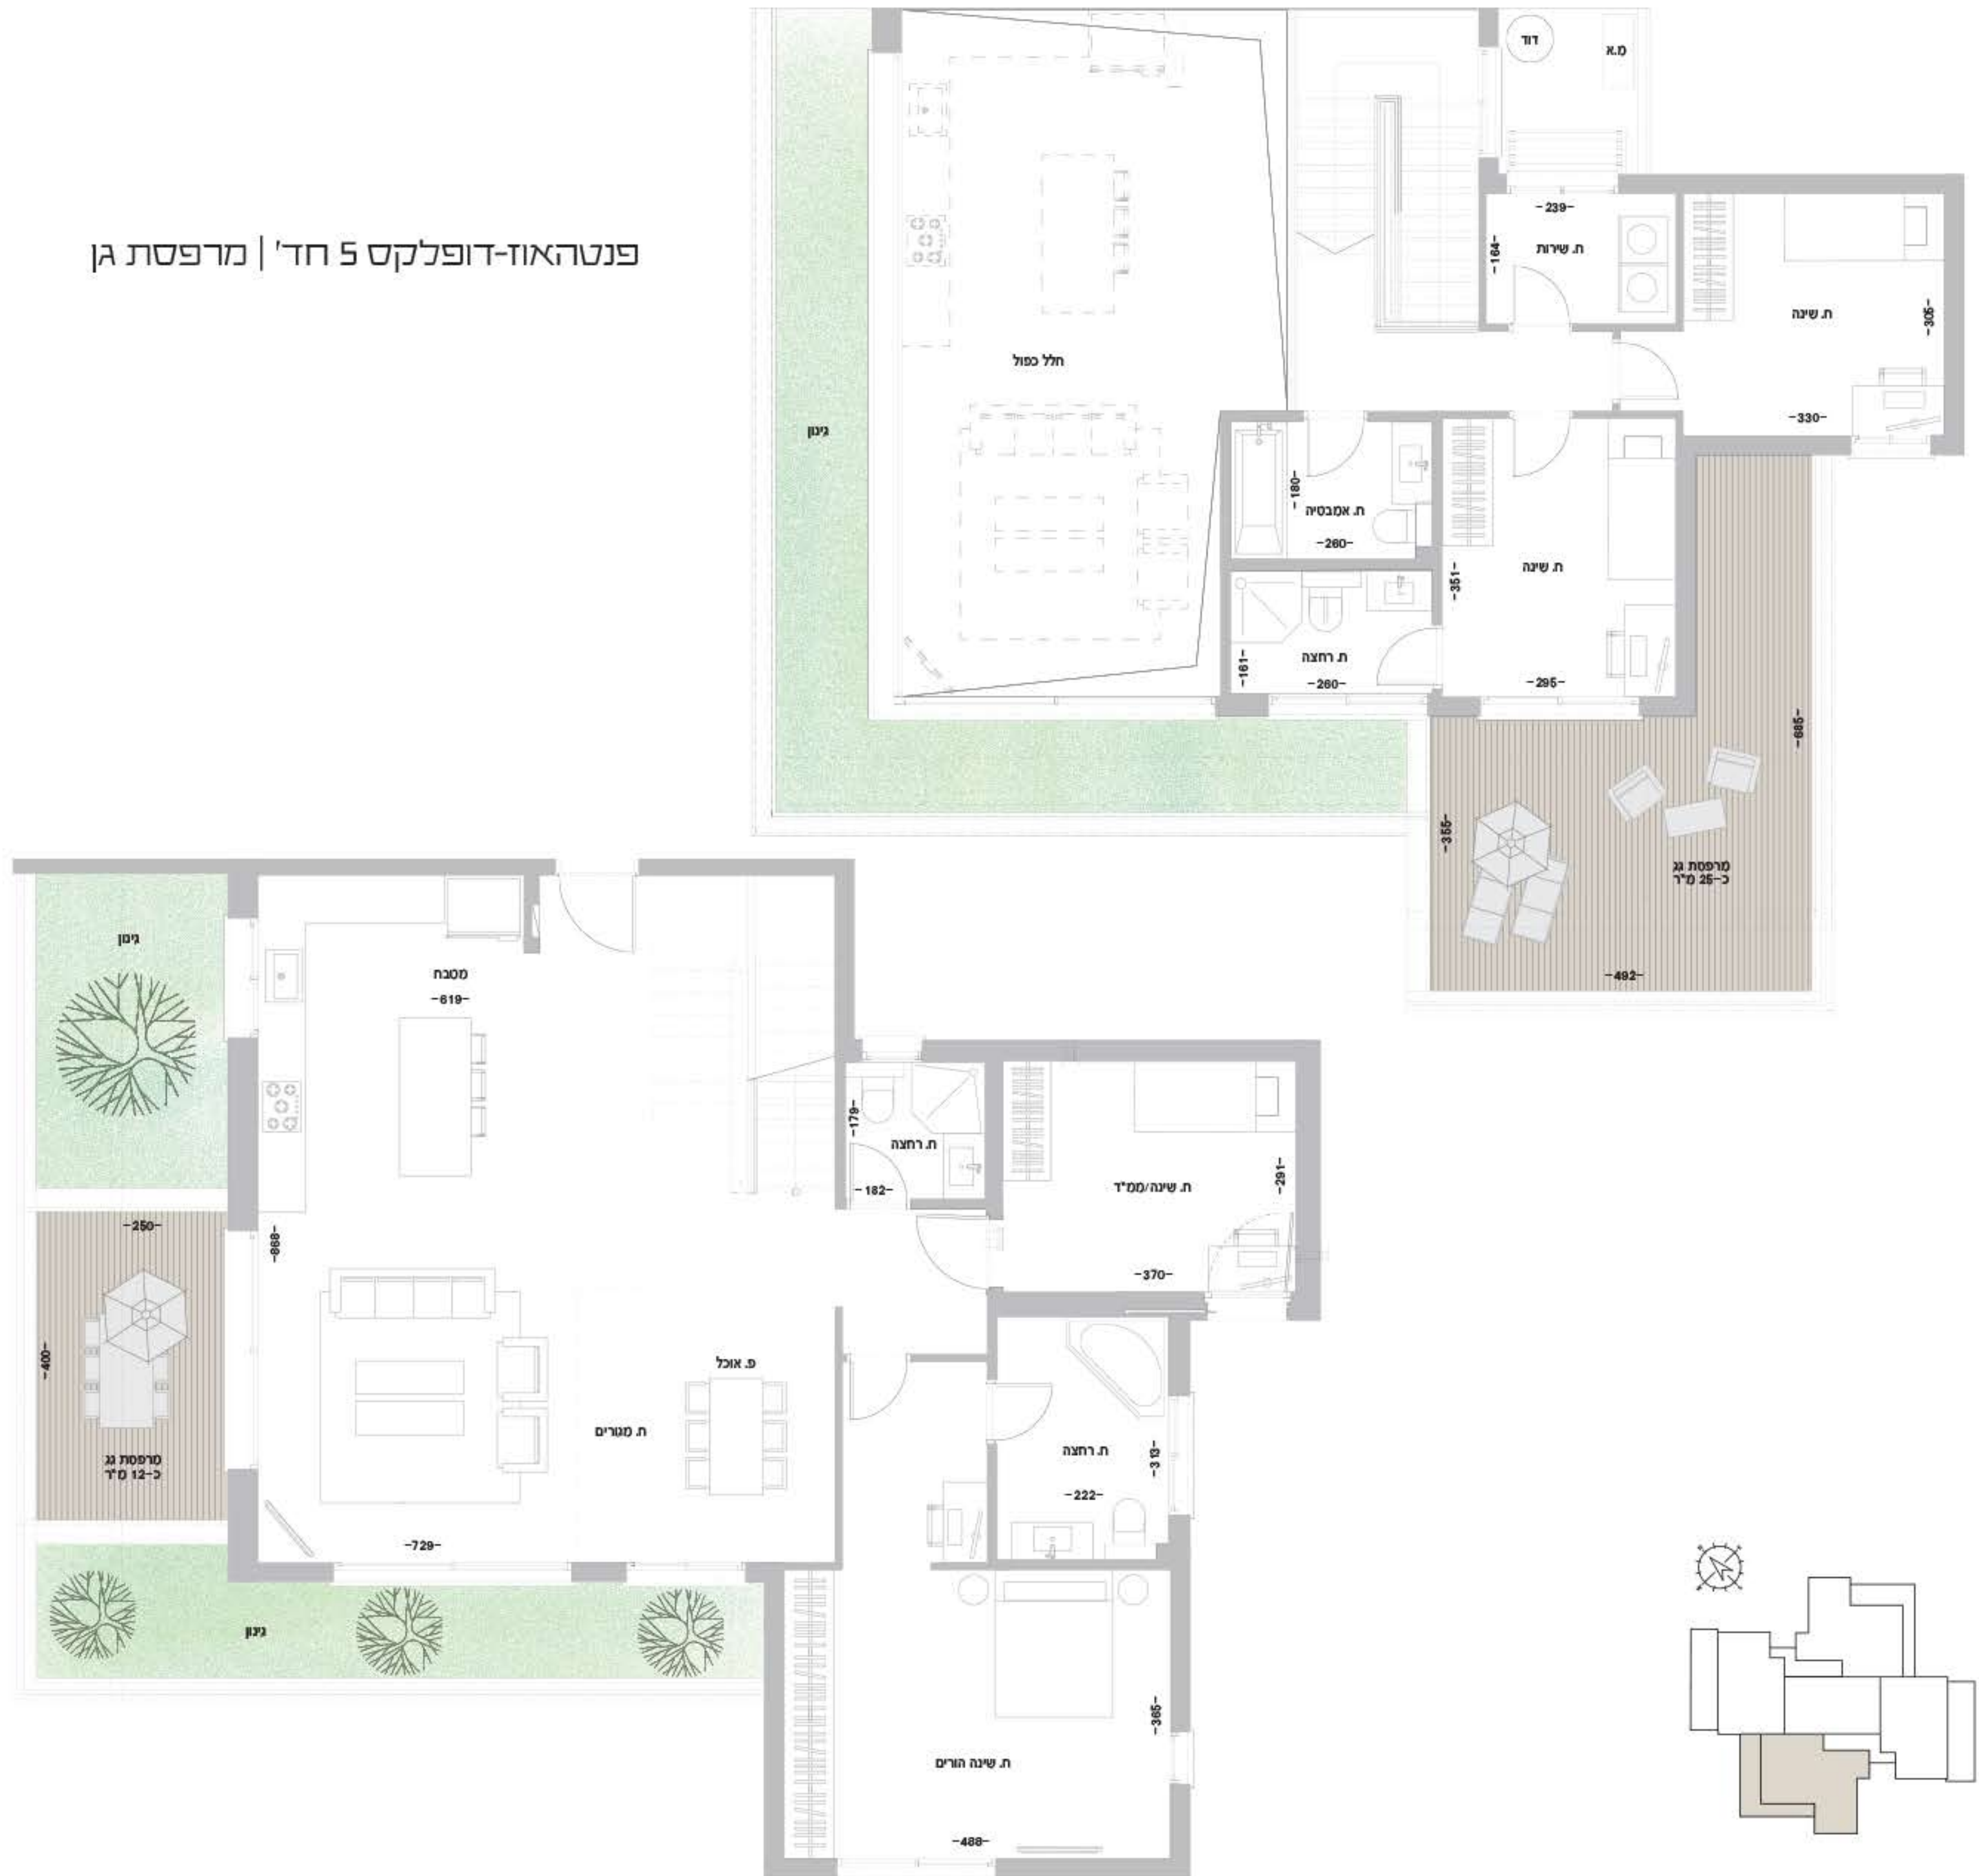 פנטהאוז-דופלקס 5 חד' | מרפסת גן
דוד
מ.א
-239-
-164-
ח. שירות
ח. שינה
-305-
-330-
חלל כפול
גינון
-180-
ח. אמבטיה
-260-
ח. שינה
-351-
-295-
ח. רחצה
-161-
-260-
-685-
-355-
מרפסת גג
כ-25 מ"ר
-492-
גינון
מטבח
-619-
-179-
ח. רחצה
-182-
ח. שינה/ממ"ד
-291-
-370-
-250-
-868-
-400-
מרפסת גג
כ-12 מ"ר
פ. אוכל
ח. מגורים
-729-
ח. רחצה
-313-
-222-
גינון
-365-
ח. שינה הורים
-488-